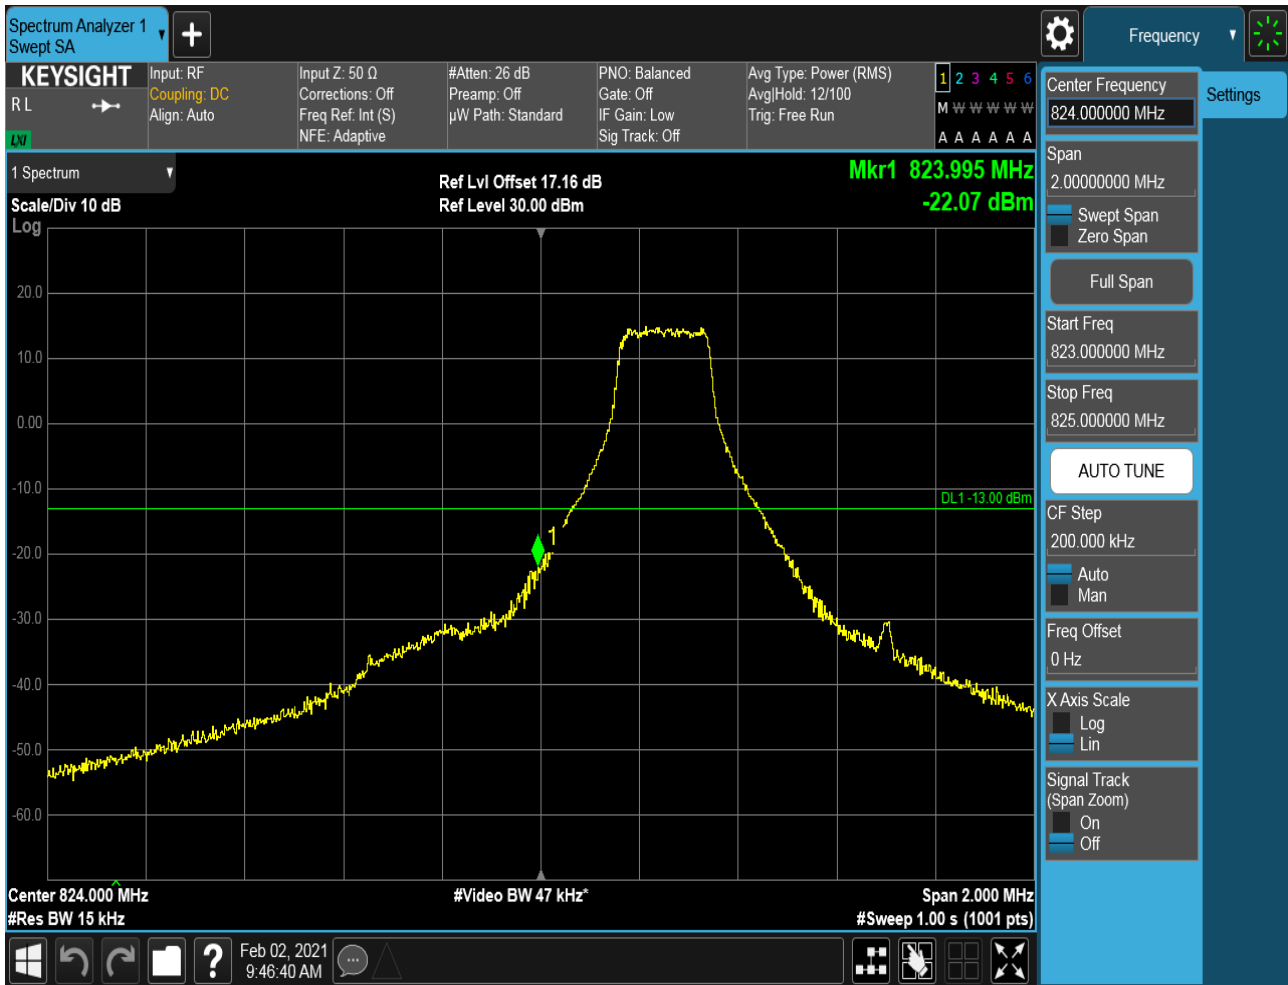 Spectrum Analyzer 1
Swept SA
Frequency
KEYSIGHT
R L
LXI
Input: RF
Coupling: DC
Align: Auto
Input Z: 50 Ω
Corrections: Off
Freq Ref: Int (S)
NFE: Adaptive
#Atten: 26 dB
Preamp: Off
µW Path: Standard
PNO: Balanced
Gate: Off
IF Gain: Low
Sig Track: Off
Avg Type: Power (RMS)
Avg|Hold: 12/100
Trig: Free Run
1 2 3 4 5 6
M W W W W W
A A A A A A
Center Frequency
824.000000 MHz
Settings
Span
2.00000000 MHz
Swept Span
Zero Span
Full Span
Start Freq
823.000000 MHz
Stop Freq
825.000000 MHz
AUTO TUNE
CF Step
200.000 kHz
Auto
Man
Freq Offset
0 Hz
X Axis Scale
Log
Lin
Signal Track
(Span Zoom)
On
Off
1 Spectrum
Scale/Div 10 dB
Log
Ref Lvl Offset 17.16 dB
Ref Level 30.00 dBm
Mkr1 823.995 MHz
-22.07 dBm
20.0
10.0
0.00
-10.0
DL1 -13.00 dBm
1
-20.0
-30.0
-40.0
-50.0
-60.0
Center 824.000 MHz
#Video BW 47 kHz*
Span 2.000 MHz
#Res BW 15 kHz
#Sweep 1.00 s (1001 pts)
?
Feb 02, 2021
9:46:40 AM